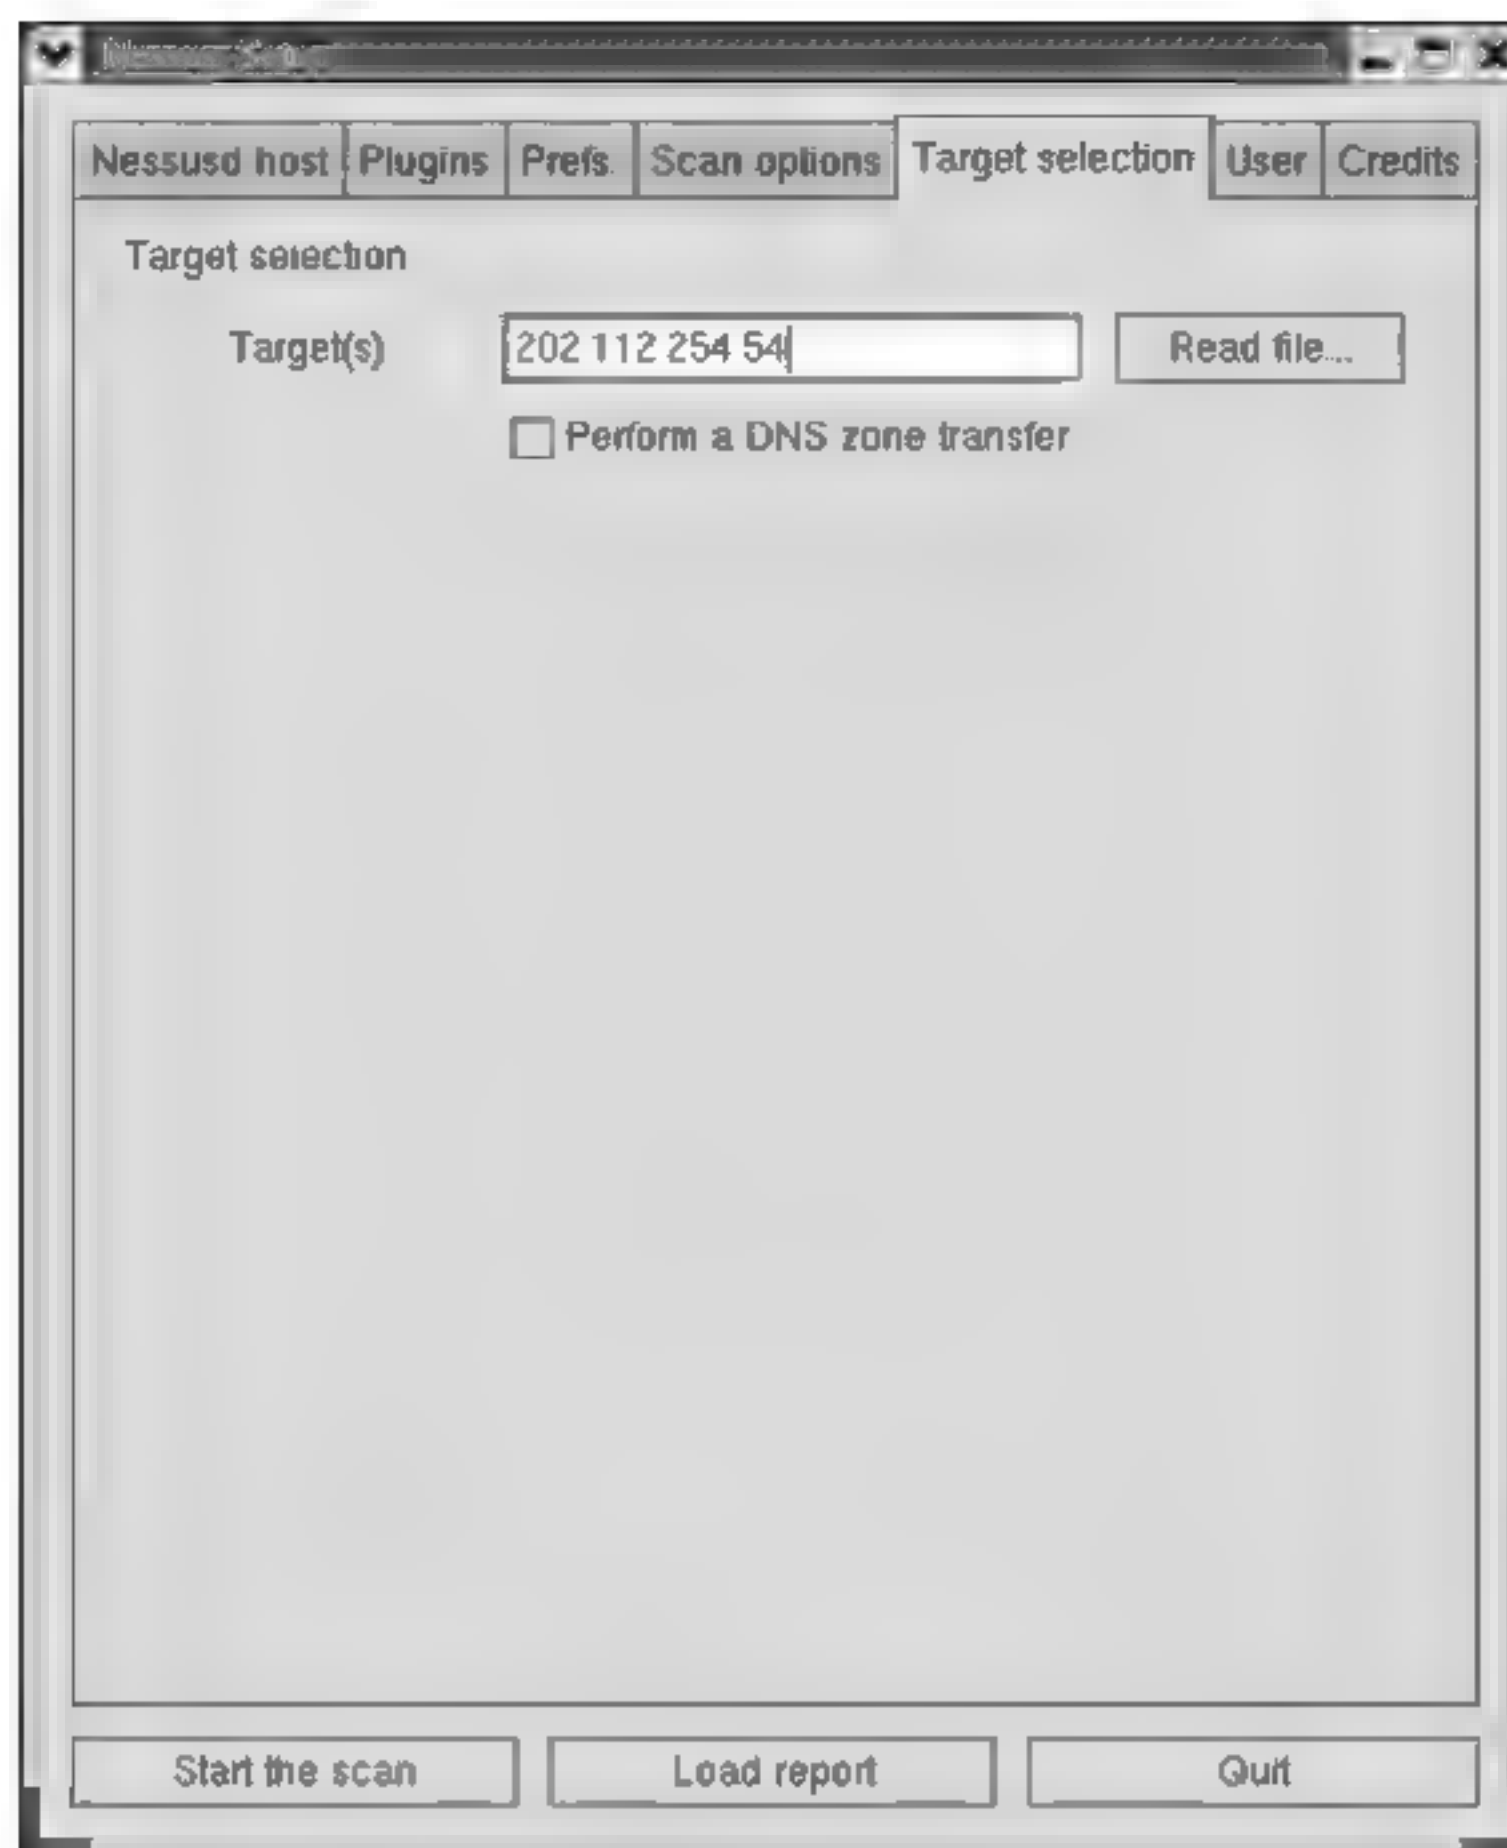 Nessusd host Plugins Prefs. Scan options Target selection User Credits
Target selection
Target(s) 202 112 254 54 Read file...
Perform a DNS zone transfer
Start the scan Load report Quit